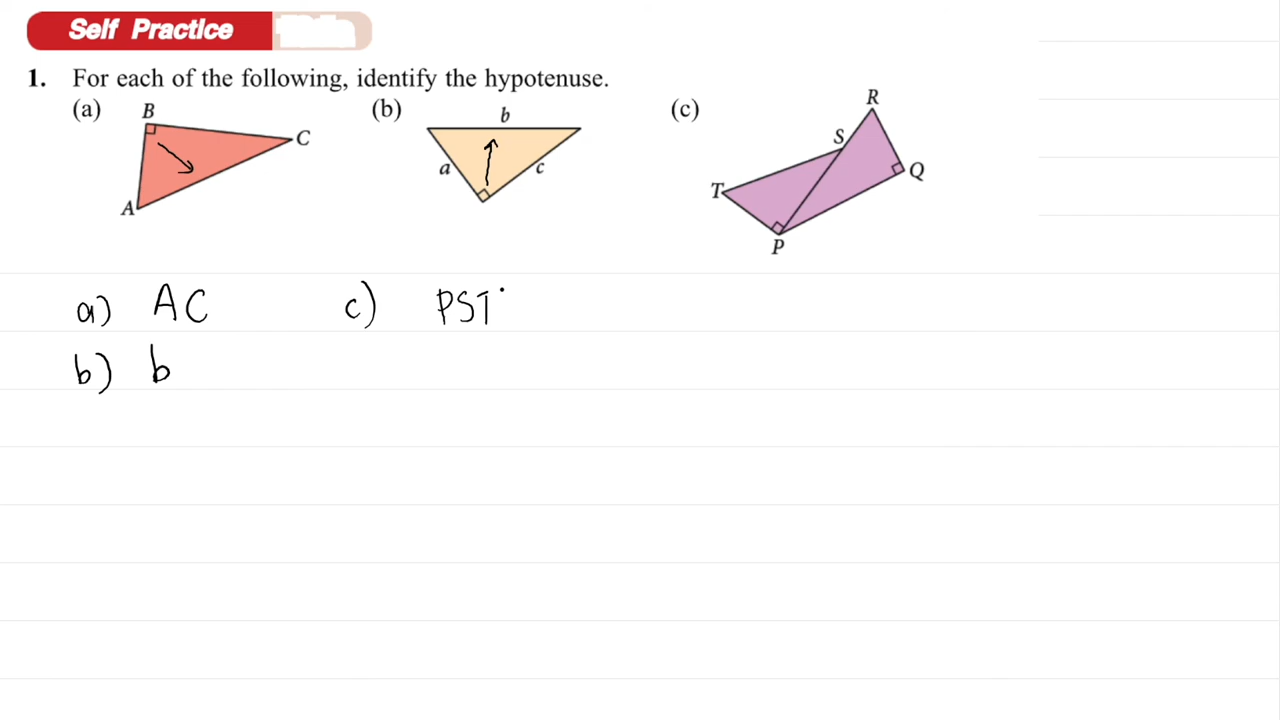 Self Practice
1. For each of the following, identify the hypotenuse.
(a) B C A
(b) b a c
(c) R S Q T P
a) AC c) PST
b) b